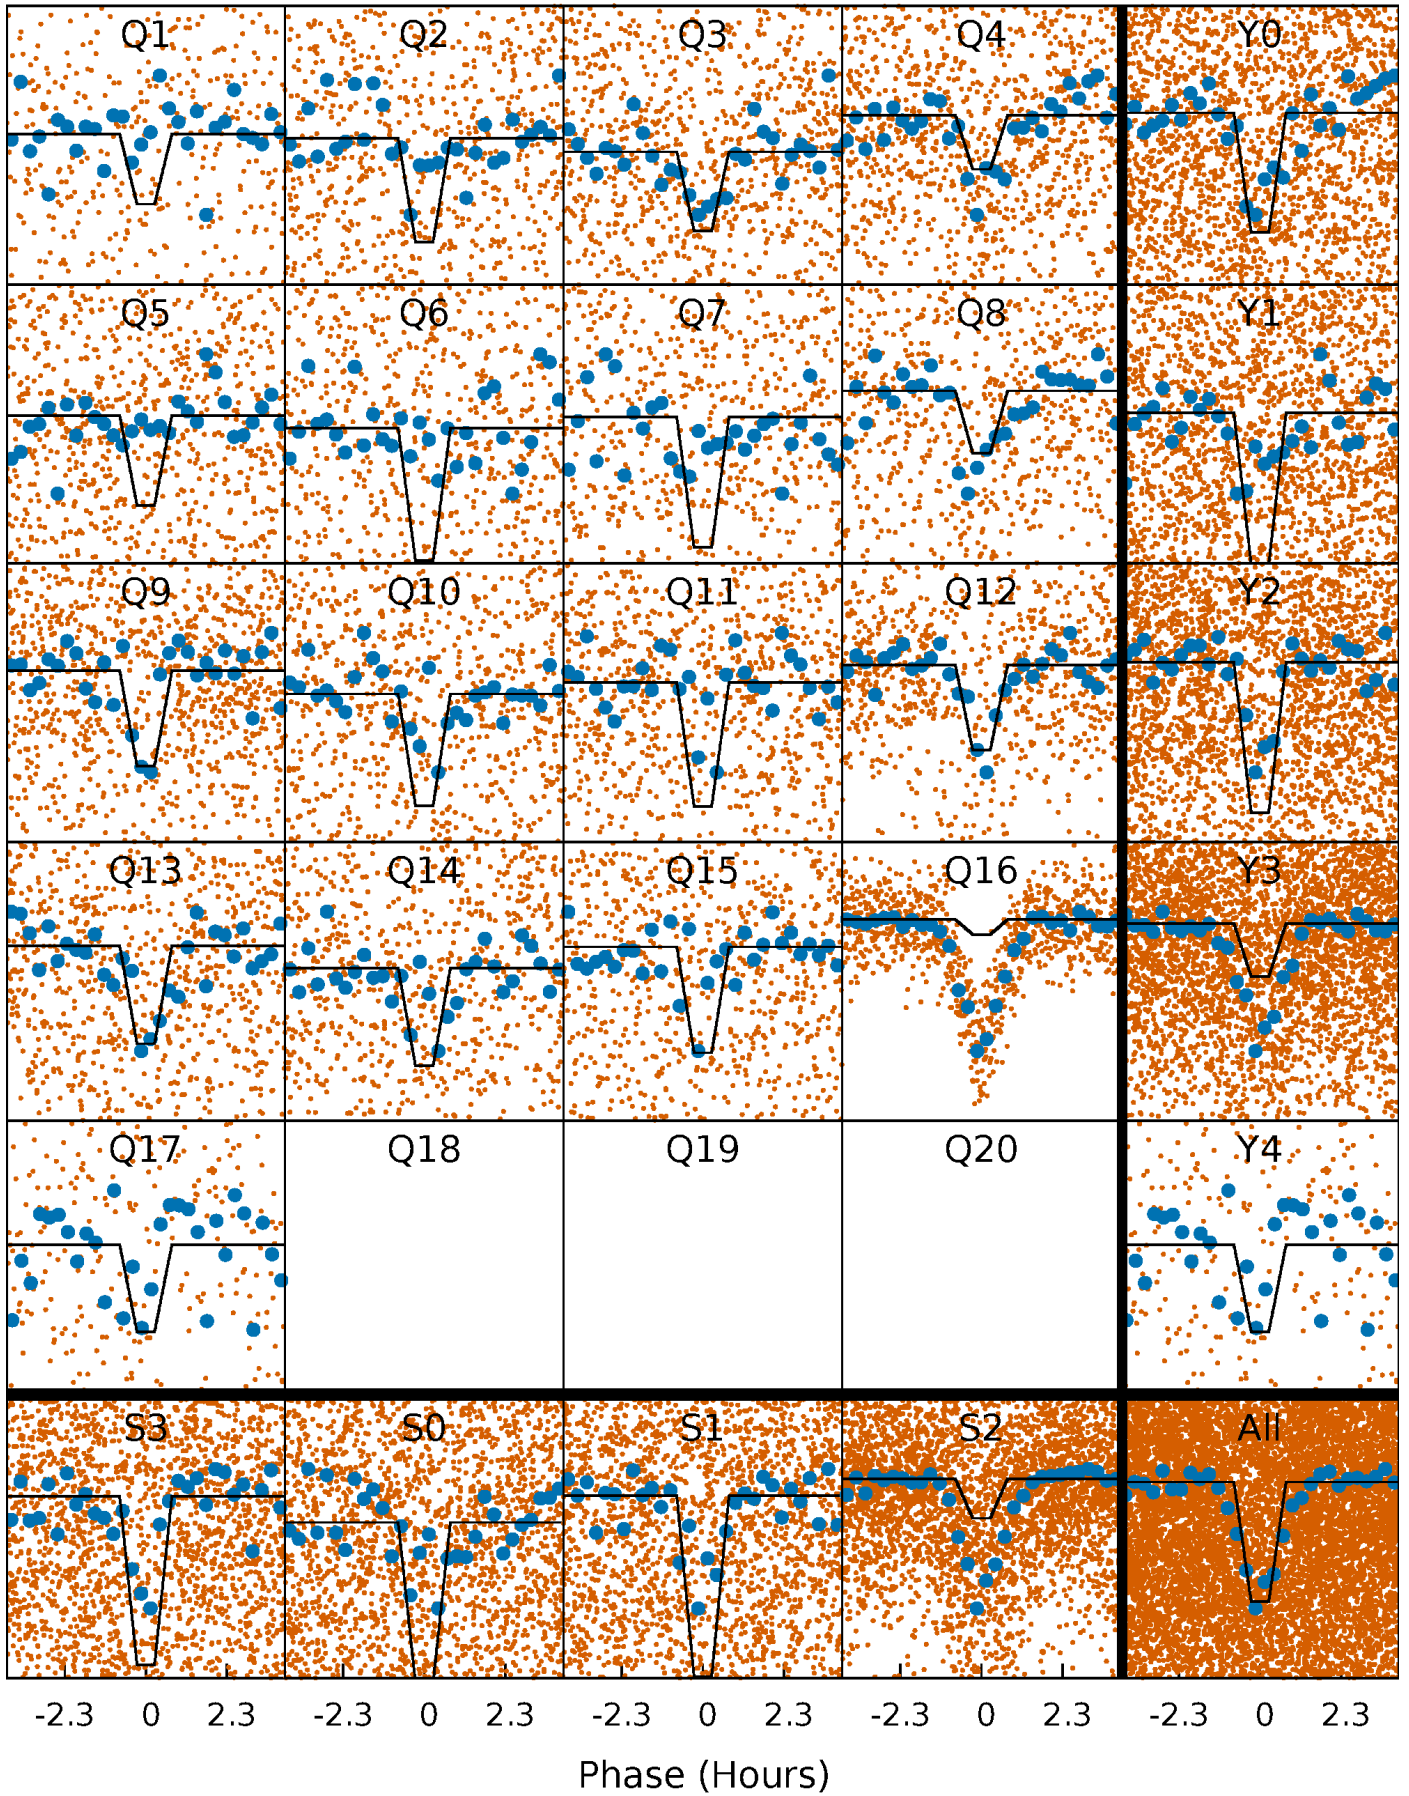 Q1 Q2 Q3 Q4 Y0
Q5 Q6 Q7 Q8 Y1
Q9 Q10 Q11 Q12 Y2
Q13 Q14 Q15 Q16 Y3
Q17 Q18 Q19 Q20 Y4
S3 S0 S1 S2 All
-2.3 0 2.3 -2.3 0 2.3 -2.3 0 2.3 -2.3 0 2.3 -2.3 0 2.3
Phase (Hours)